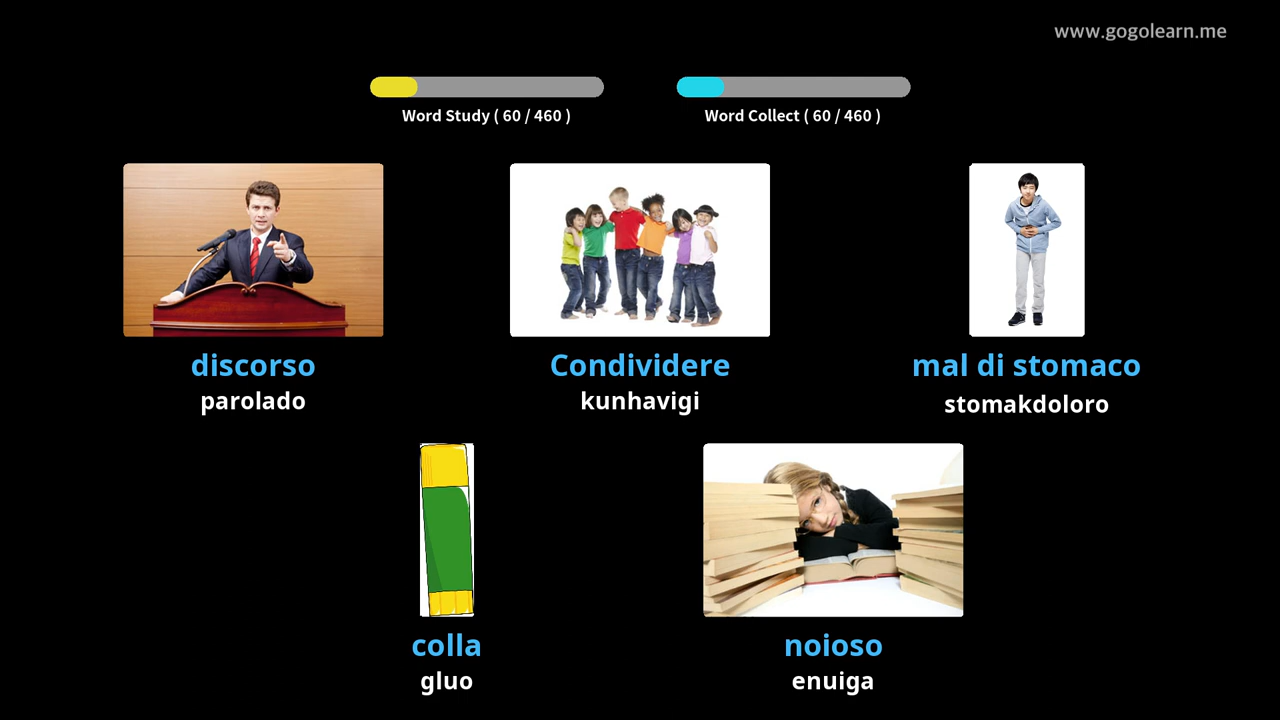 www.gogolearn.me
Word Study ( 60 / 460 )
Word Collect ( 60 / 460 )
discorso
parolado
Condividere
kunhavigi
mal di stomaco
stomakdoloro
colla
gluo
noioso
enuiga